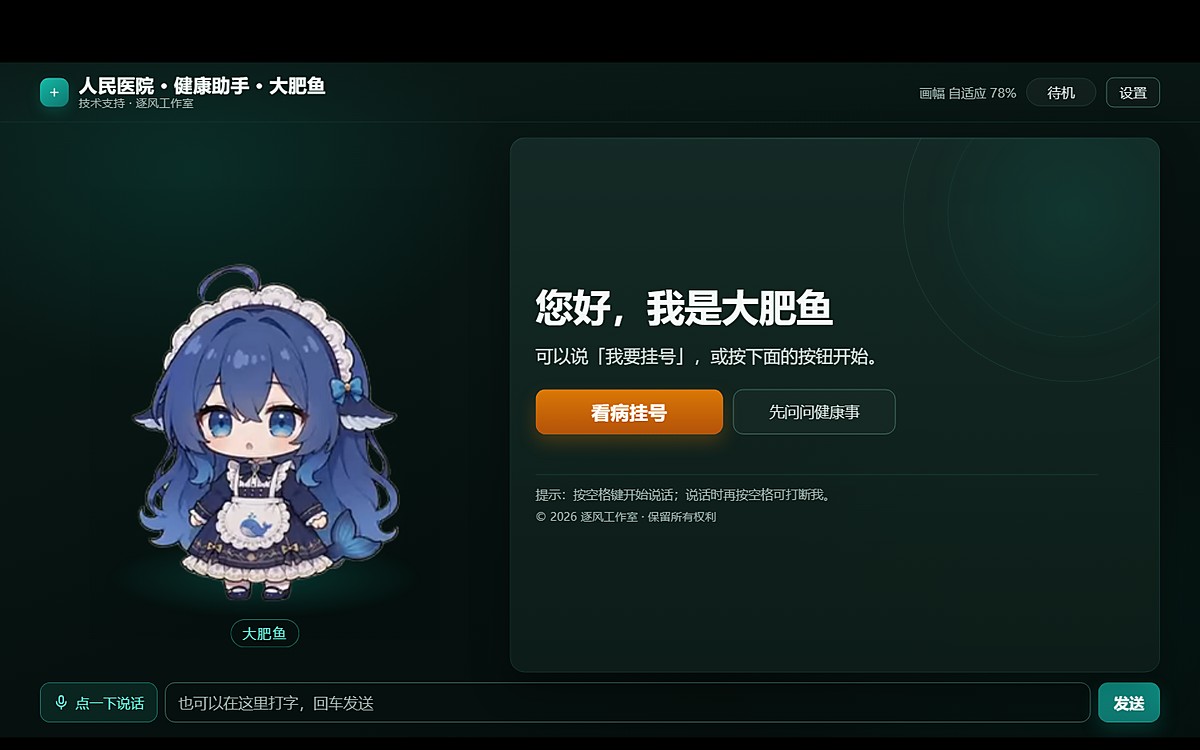 人民医院·健康助手·大肥鱼
技术支持·逐风工作室
画幅 自适应 78%
待机
设置
您好，我是大肥鱼
可以说「我要挂号」，或按下面的按钮开始。
看病挂号
先问问健康事
提示：按空格键开始说话；说话时再按空格可打断我。
© 2026 逐风工作室·保留所有权利
大肥鱼
点一下说话
也可以在这里打字，回车发送
发送